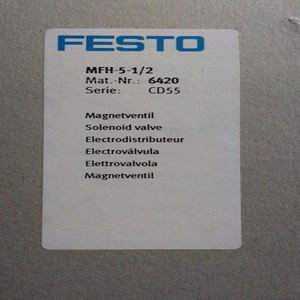 FESTO
MFH-5-1/2
Mat.-Nr.: 6420
Serie: CD55
Magnetventil
Solenoid valve
Electrodistributeur
Electroválvula
Elettrovalvola
Magnetventil